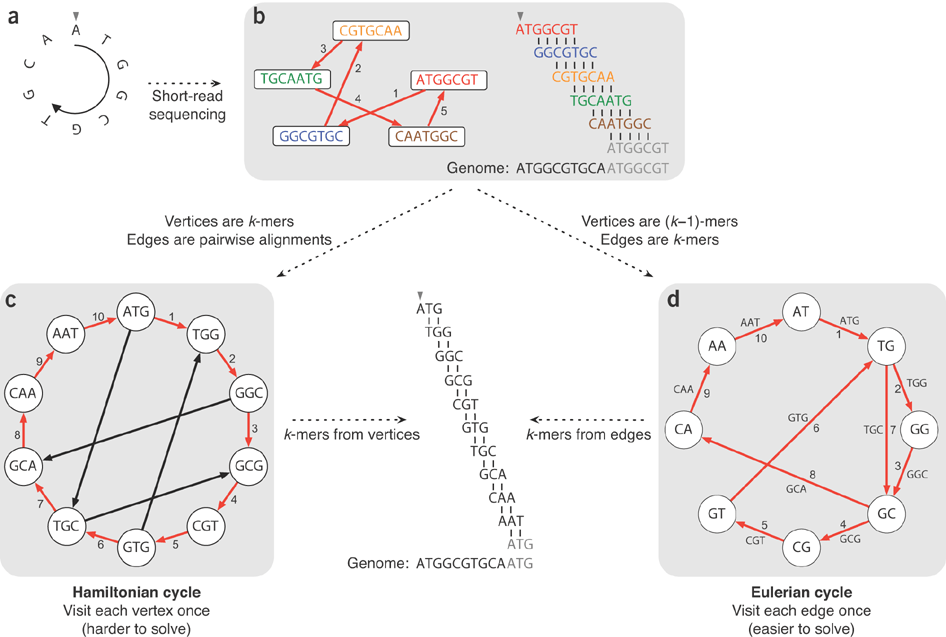 a
A
T
G
G
C
G
T
G
C
A
Short-read
sequencing
b
CGTGCAA
TGCAATG
ATGGCGT
GGCGTGC
CAATGGC
1
2
3
4
5
ATGGCGT
GGCGTGC
CGTGCAA
TGCAATG
CAATGGC
ATGGCGT
Genome: ATGGCGTGCAATGGCGT
Vertices are k-mers
Edges are pairwise alignments
Vertices are (k–1)-mers
Edges are k-mers
c
ATG
TGG
GGC
GCG
CGT
GTG
TGC
GCA
CAA
AAT
1
2
3
4
5
6
7
8
9
10
Hamiltonian cycle
Visit each vertex once
(harder to solve)
k-mers from vertices
ATG
TGG
GGC
GCG
CGT
GTG
TGC
GCA
CAA
AAT
ATG
Genome: ATGGCGTGCAATG
k-mers from edges
d
AT
TG
GG
GC
CG
GT
CA
AA
ATG
1
TGG
2
GGC
3
4
GCG
5
CGT
GTG
6
TGC 7
8
GCA
CAA
9
AAT
10
Eulerian cycle
Visit each edge once
(easier to solve)